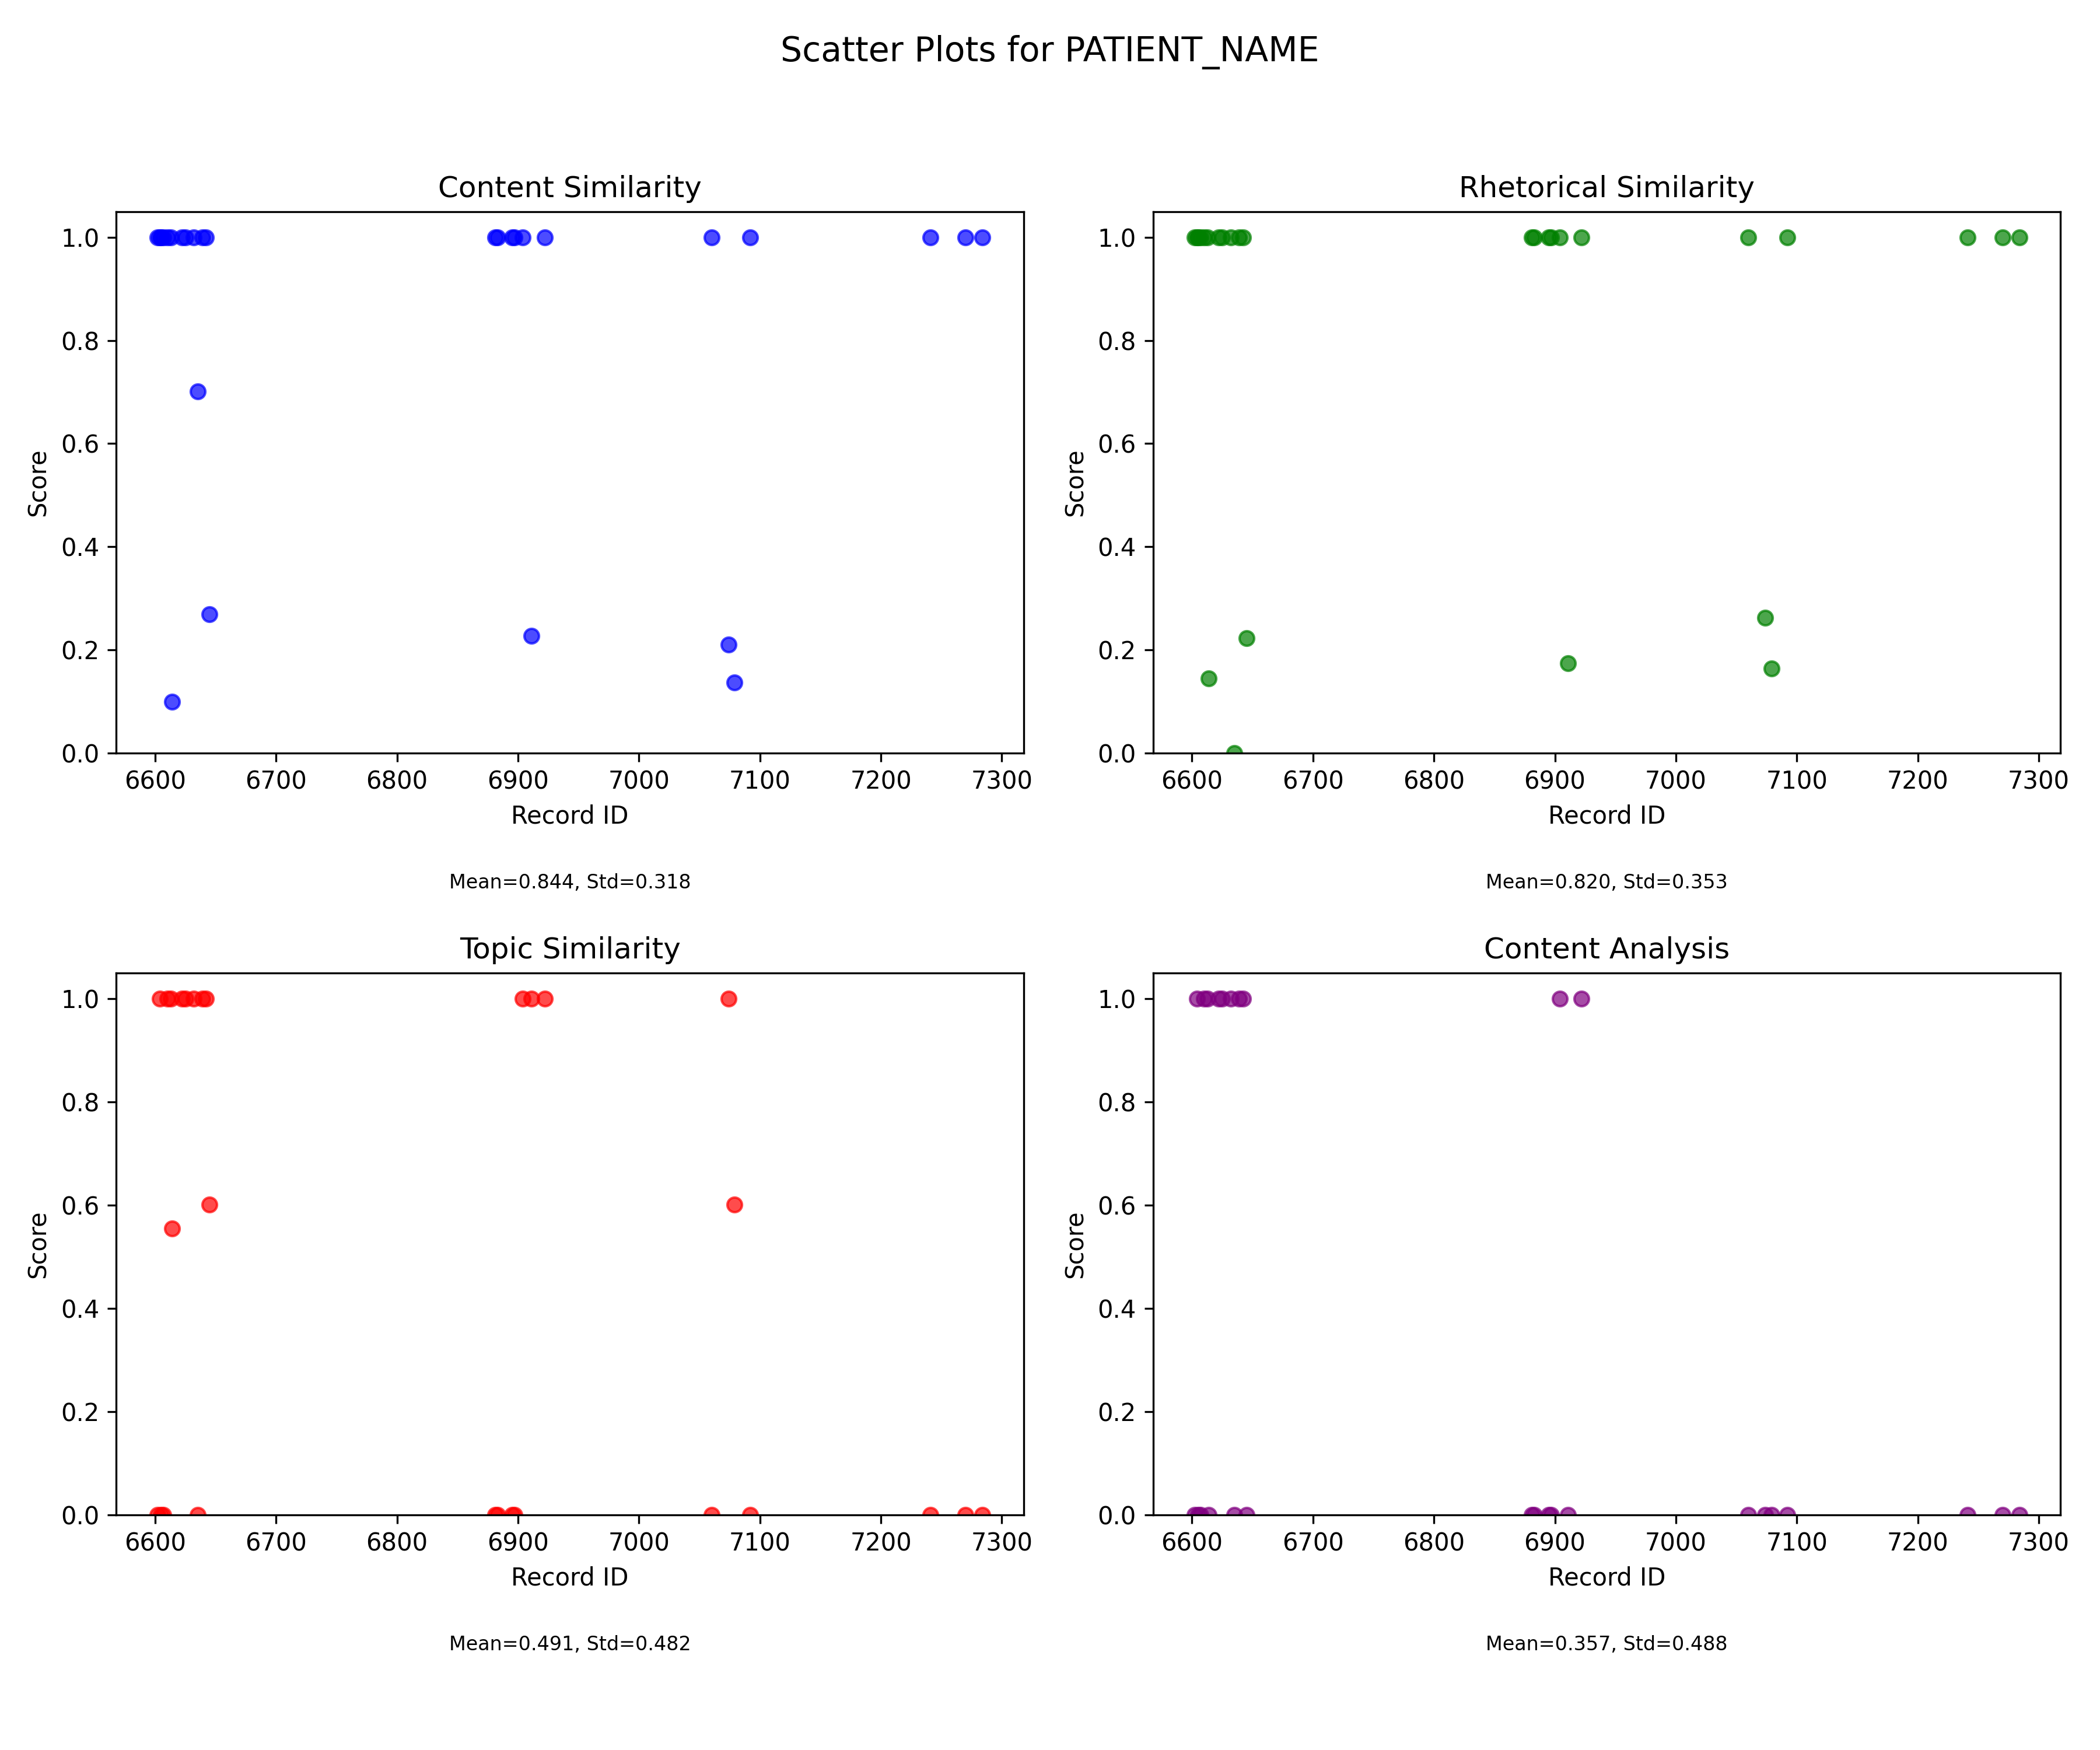 Scatter Plots for PATIENT_NAME
Content Similarity
Score
1.0
0.8
0.6
0.4
0.2
0.0
6600 6700 6800 6900 7000 7100 7200 7300
Record ID
Mean=0.844, Std=0.318
Rhetorical Similarity
Score
1.0
0.8
0.6
0.4
0.2
0.0
6600 6700 6800 6900 7000 7100 7200 7300
Record ID
Mean=0.820, Std=0.353
Topic Similarity
Score
1.0
0.8
0.6
0.4
0.2
0.0
6600 6700 6800 6900 7000 7100 7200 7300
Record ID
Mean=0.491, Std=0.482
Content Analysis
Score
1.0
0.8
0.6
0.4
0.2
0.0
6600 6700 6800 6900 7000 7100 7200 7300
Record ID
Mean=0.357, Std=0.488